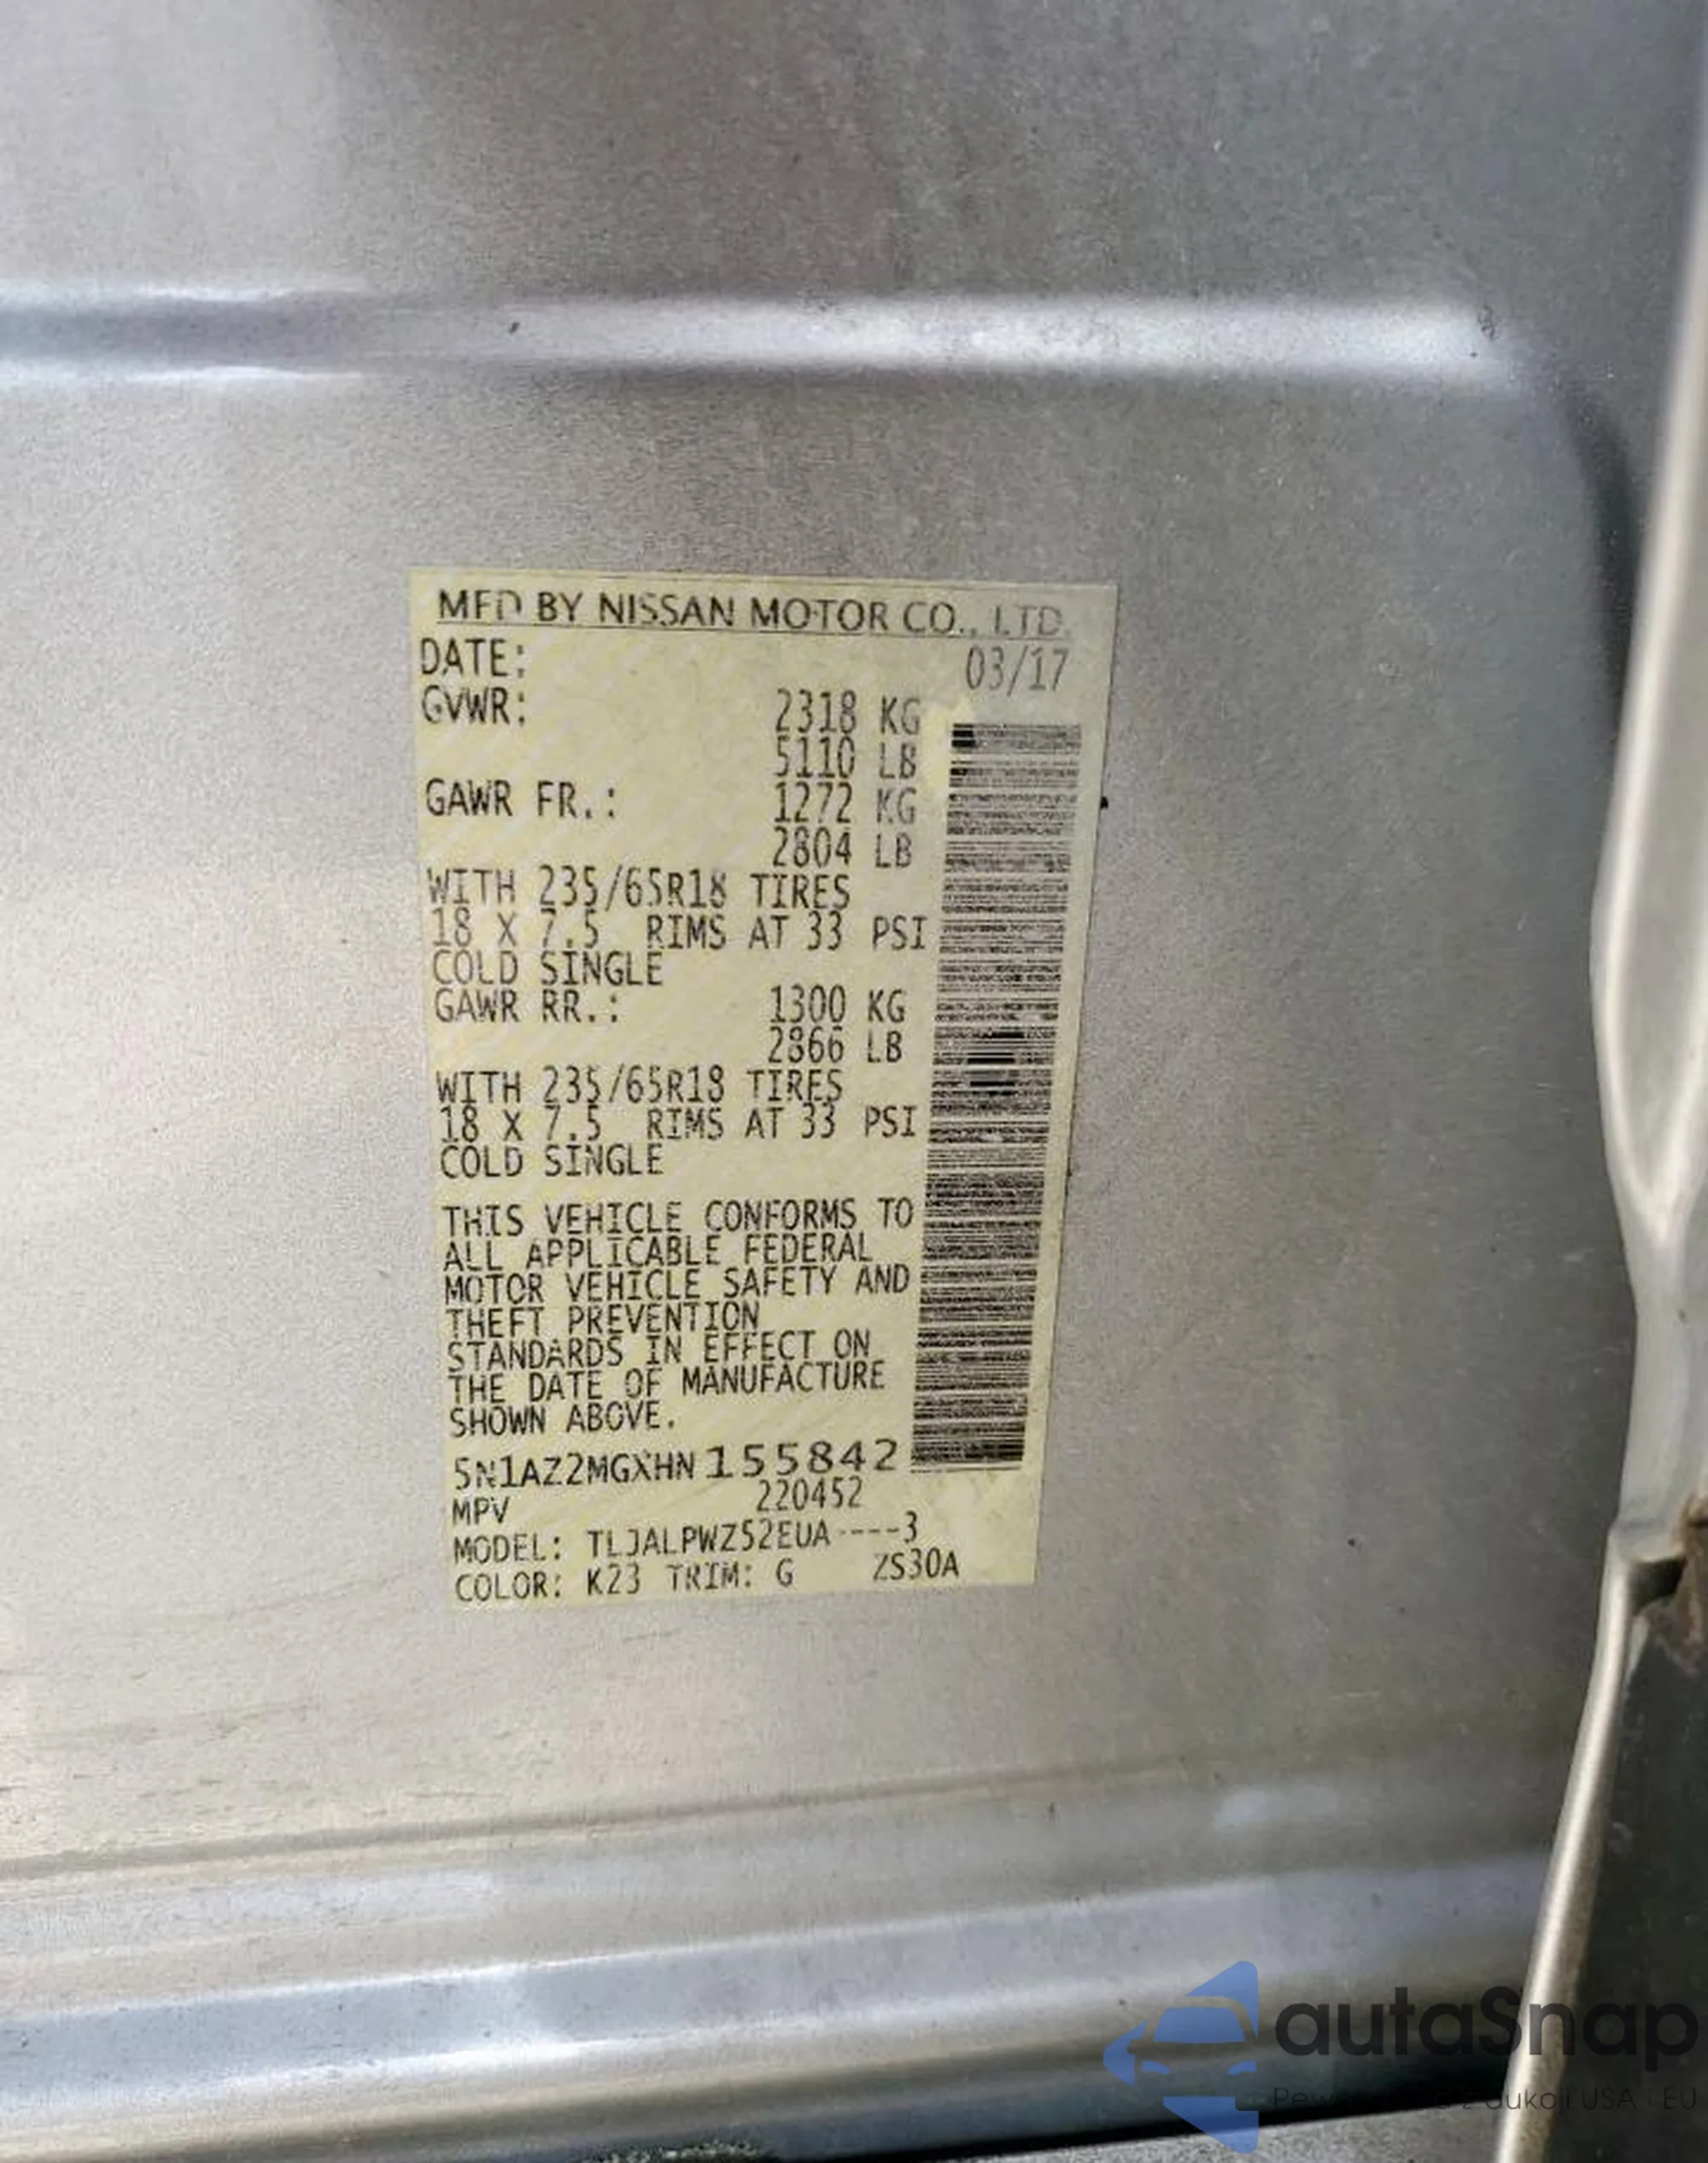 MFD BY NISSAN MOTOR CO., LTD.
DATE: 03/17
GVWR: 2318 KG
5110 LB
GAWR FR.: 1272 KG
2804 LB
WITH 235/65R18 TIRES
18 X 7.5 RIMS AT 33 PSI
COLD SINGLE
GAWR RR.: 1300 KG
2866 LB
WITH 235/65R18 TIRES
18 X 7.5 RIMS AT 33 PSI
COLD SINGLE
THIS VEHICLE CONFORMS TO
ALL APPLICABLE FEDERAL
MOTOR VEHICLE SAFETY AND
THEFT PREVENTION
STANDARDS IN EFFECT ON
THE DATE OF MANUFACTURE
SHOWN ABOVE.
5N1AZ2MGXHN155842
MPV 220452
MODEL: TLJALPWZ52EUA----3
COLOR: K23 TRIM: G ZS30A
autaSnap
USA i EU